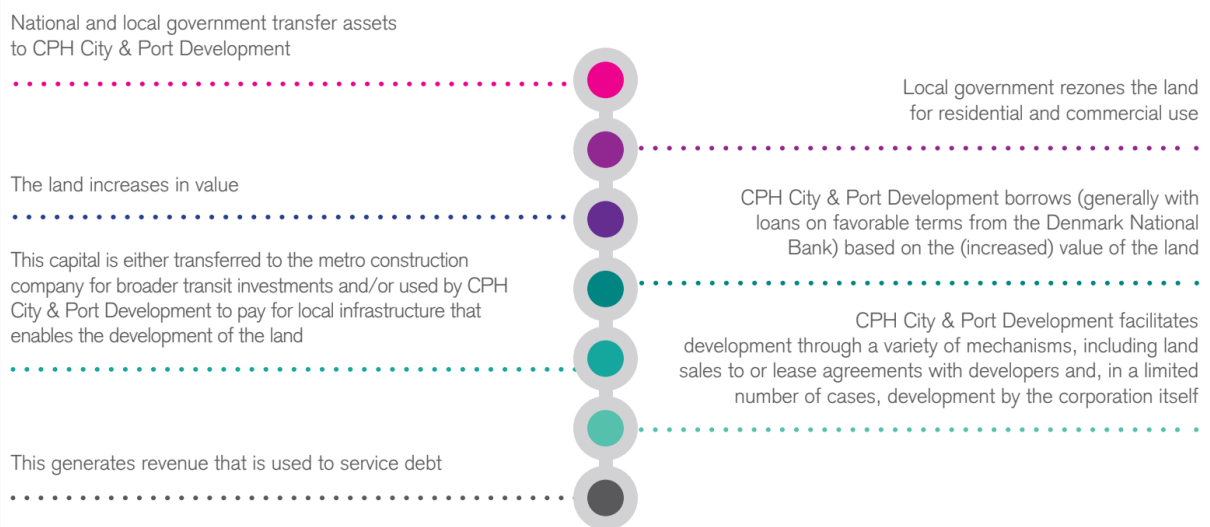 National and local government transfer assets
to CPH City & Port Development
Local government rezones the land
for residential and commercial use
The land increases in value
CPH City & Port Development borrows (generally with
loans on favorable terms from the Denmark National
Bank) based on the (increased) value of the land
This capital is either transferred to the metro construction
company for broader transit investments and/or used by CPH
City & Port Development to pay for local infrastructure that
enables the development of the land
CPH City & Port Development facilitates
development through a variety of mechanisms, including land
sales to or lease agreements with developers and, in a limited
number of cases, development by the corporation itself
This generates revenue that is used to service debt